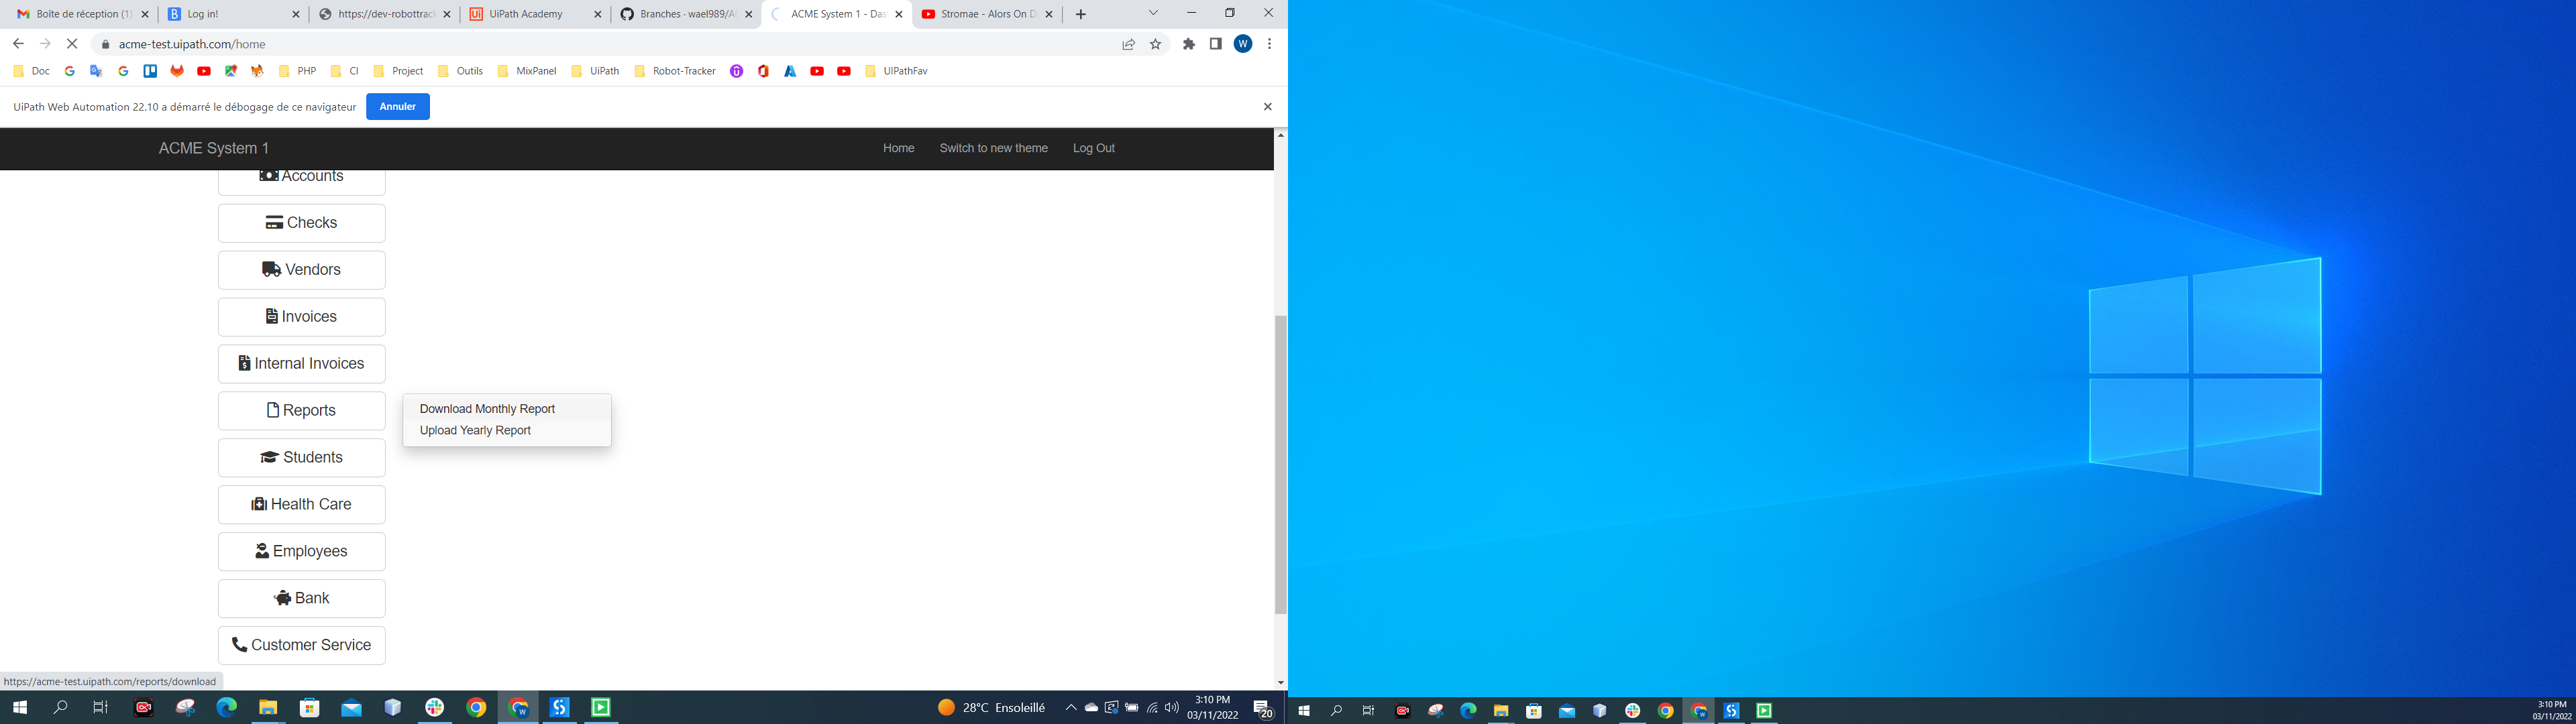 Boîte de réception (1)
Log in!
https://dev-robottrac
UiPath Academy
Branches · wael989/A
ACME System 1 - Das
Stromae - Alors On D
acme-test.uipath.com/home
W
Doc
PHP
CI
Project
Outils
MixPanel
UiPath
Robot-Tracker
UIPathFav
UiPath Web Automation 22.10 a démarré le débogage de ce navigateur
Annuler
ACME System 1
Home
Switch to new theme
Log Out
Accounts
Checks
Vendors
Invoices
Internal Invoices
Reports
Download Monthly Report
Upload Yearly Report
Students
Health Care
Employees
Bank
Customer Service
https://acme-test.uipath.com/reports/download
28°C Ensoleillé
3:10 PM
03/11/2022
20
3:10 PM
03/11/2022